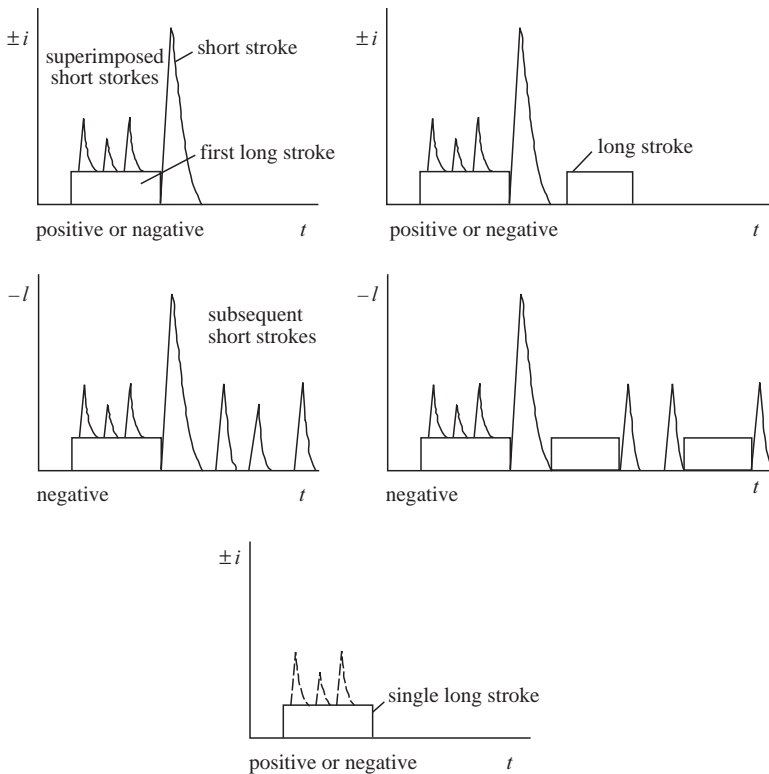 ± i
superimposed
short storkes
short stroke
first long stroke
positive or nagative
t
± i
long stroke
positive or negative
t
– l
subsequent
short strokes
negative
t
– l
negative
t
± i
single long stroke
positive or negative
t